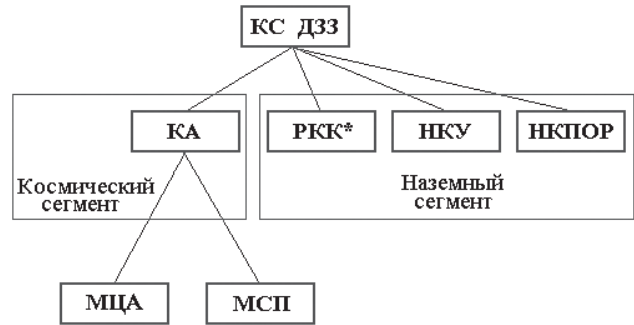 КС ДЗЗ
КА
РКК*
НКУ
НКПОР
Космический
сегмент
Наземный
сегмент
МЦА
МСП